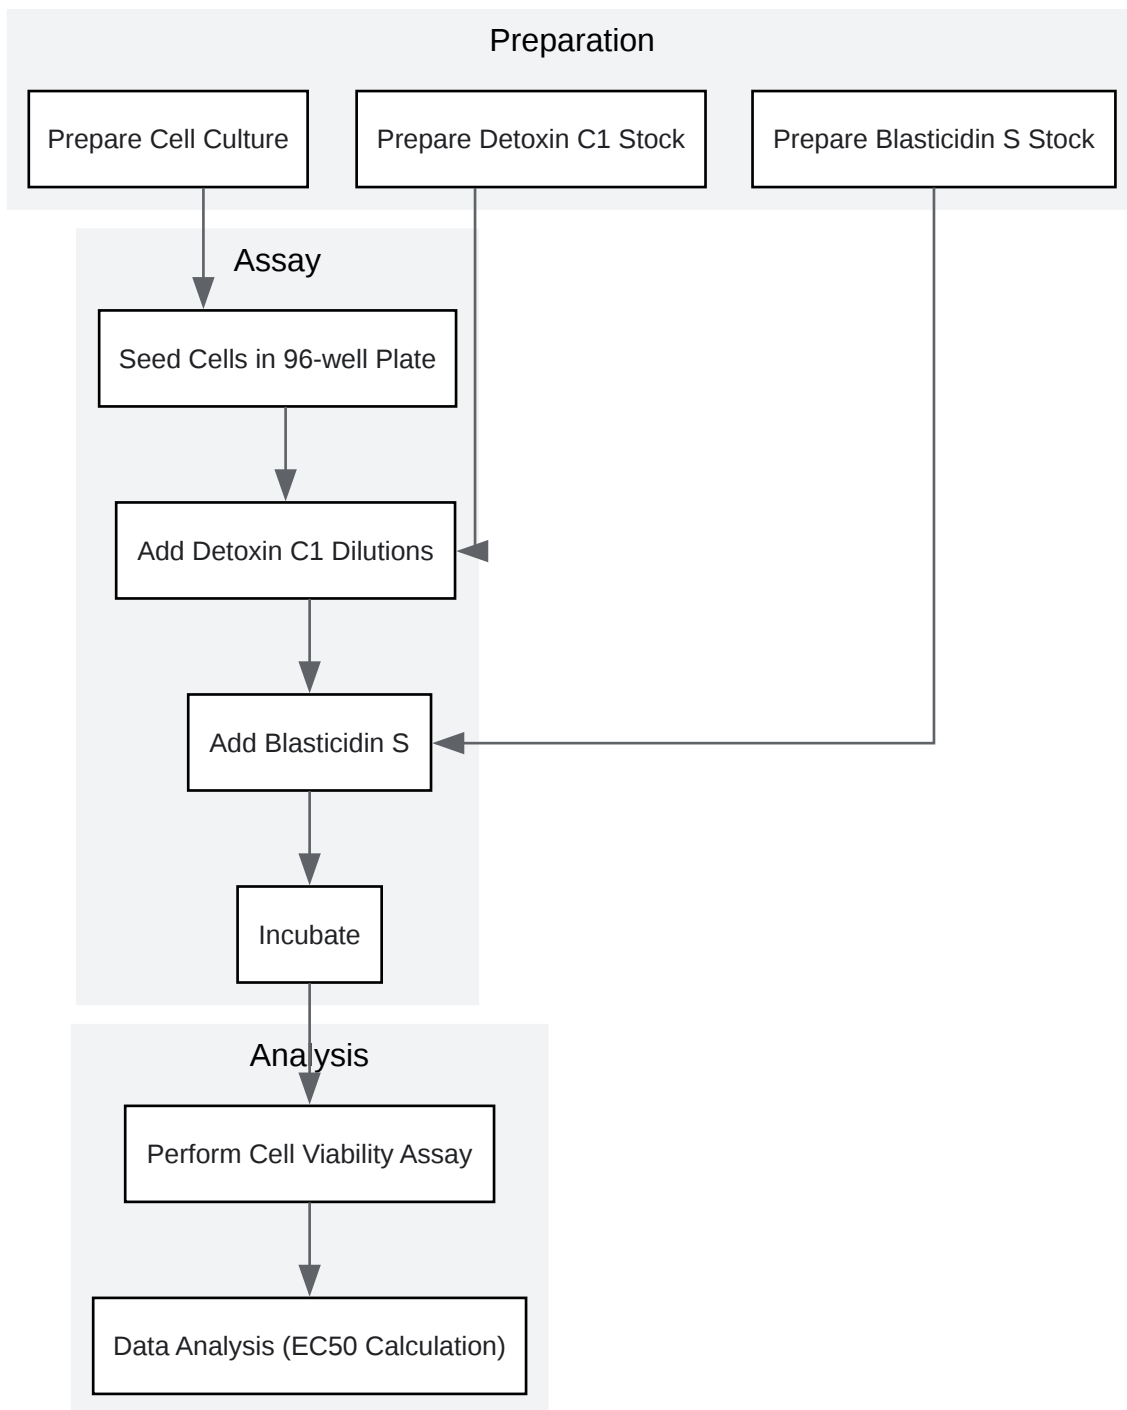 Preparation
Prepare Cell Culture
Prepare Detoxin C1 Stock
Prepare Blasticidin S Stock
Assay
Seed Cells in 96-well Plate
Add Detoxin C1 Dilutions
Add Blasticidin S
Incubate
Analysis
Perform Cell Viability Assay
Data Analysis (EC50 Calculation)